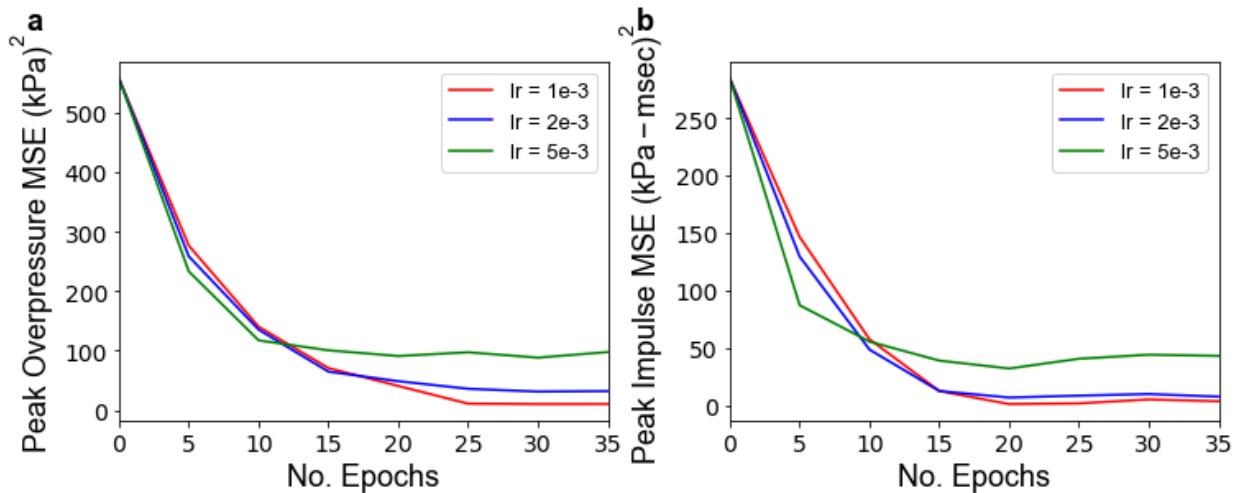 a
Peak Overpressure MSE (kPa)²
500
400
300
200
100
0
0 5 10 15 20 25 30 35
No. Epochs
lr = 1e-3
lr = 2e-3
lr = 5e-3
b
Peak Impulse MSE (kPa − msec)²
250
200
150
100
50
0
0 5 10 15 20 25 30 35
No. Epochs
lr = 1e-3
lr = 2e-3
lr = 5e-3